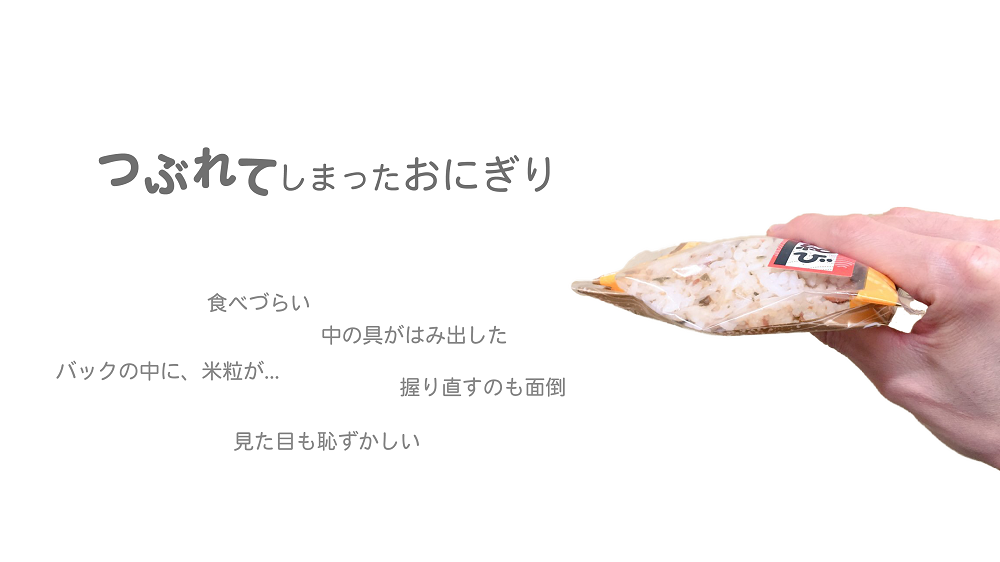 つぶれてしまったおにぎり
食べづらい
中の具がはみ出した
バックの中に、米粒が...
握り直すのも面倒
見た目も恥ずかしい